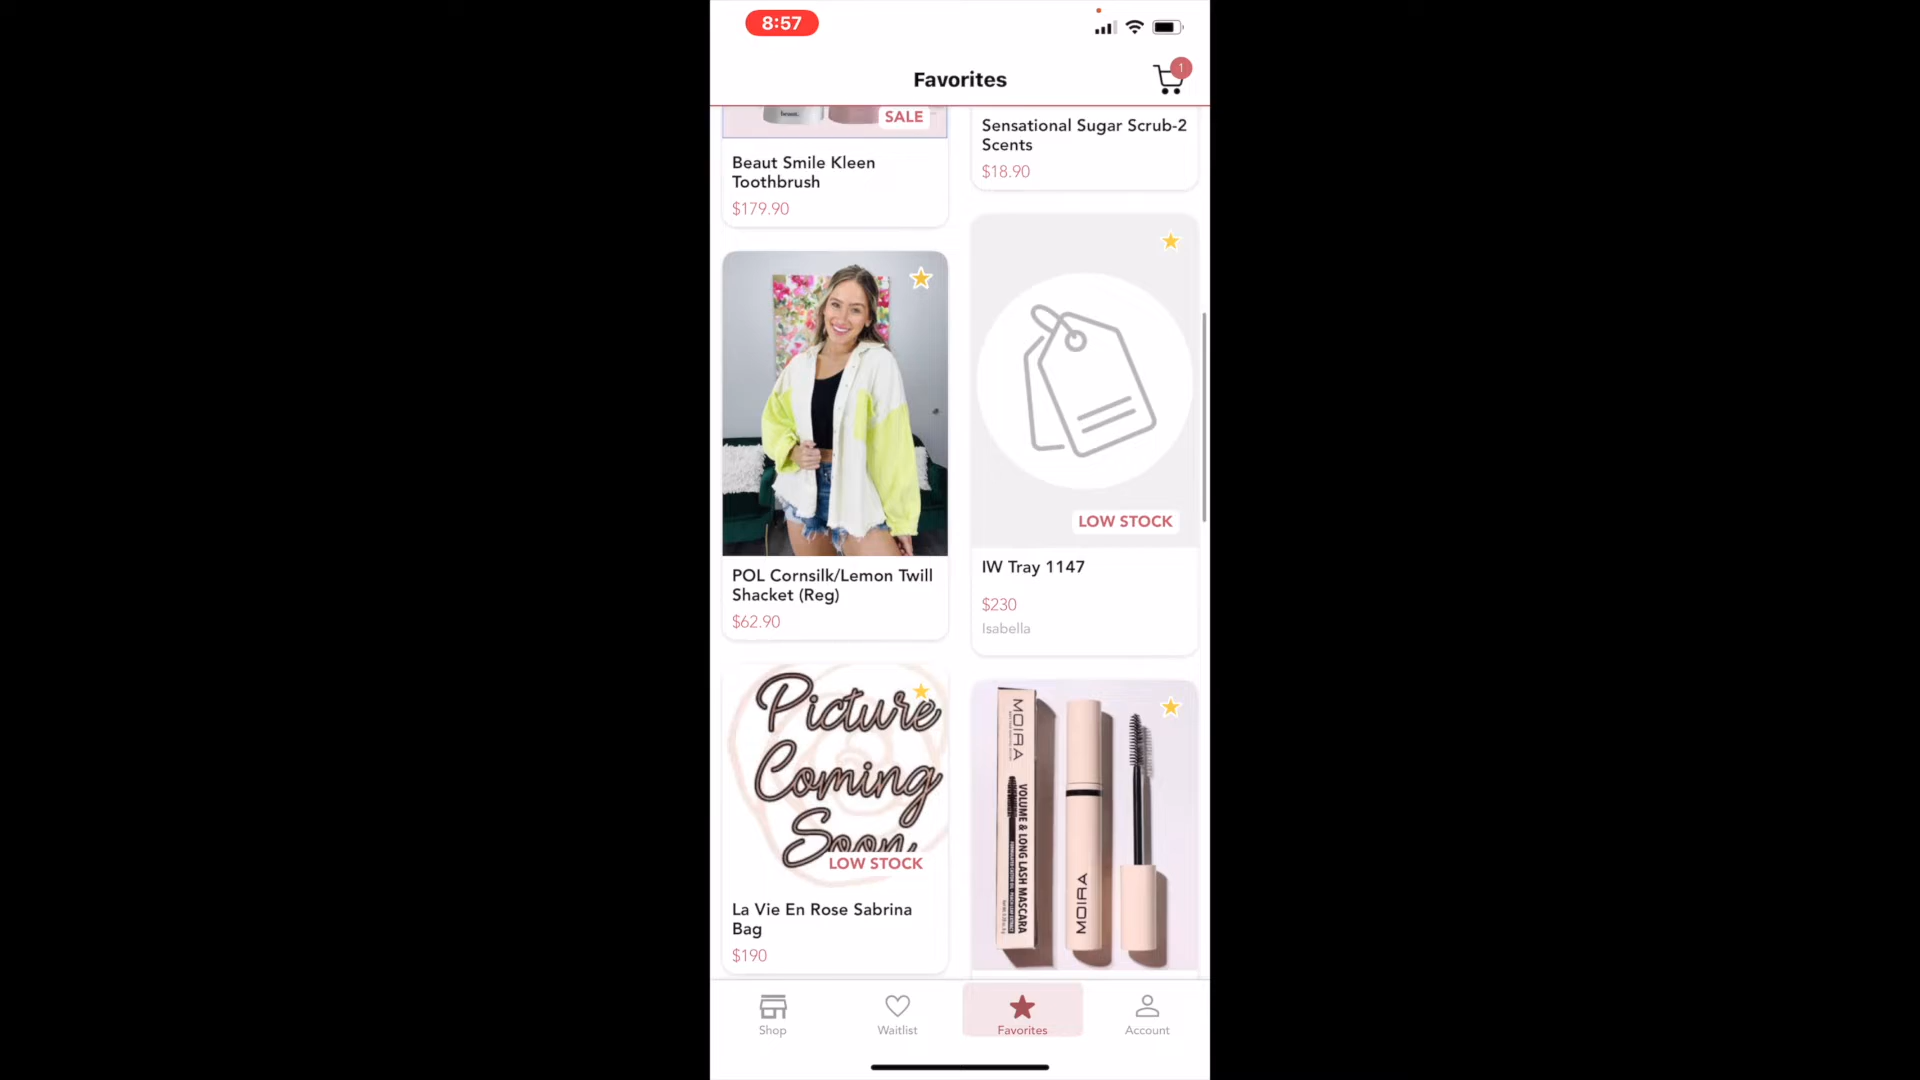 8:57
Favorites
1
SALE
Beaut Smile Kleen
Toothbrush
$179.90
Sensational Sugar Scrub-2
Scents
$18.90
POL Cornsilk/Lemon Twill
Shacket (Reg)
$62.90
LOW STOCK
IW Tray 1147
$230
Isabella
Picture
Coming
Soon
LOW STOCK
La Vie En Rose Sabrina
Bag
$190
MOIRA
VOLUME & LONG LASH MASCARA
MOIRA
Shop
Waitlist
Favorites
Account